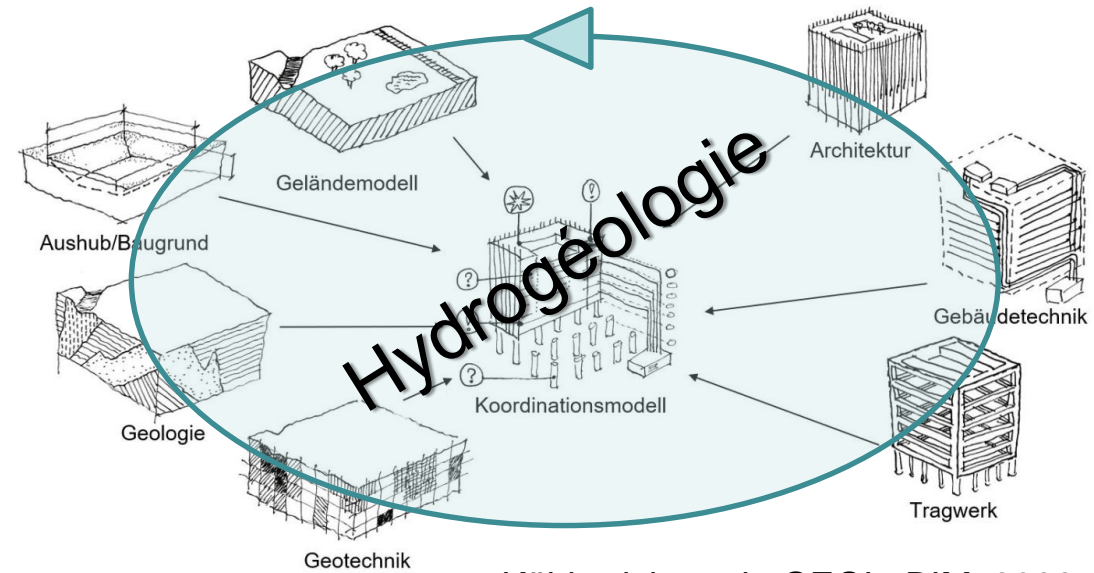 Architektur
Geländemodell
Hydrogéologie
Aushub/Baugrund
Gebäudetechnik
Koordinationsmodell
Geologie
Tragwerk
Geotechnik